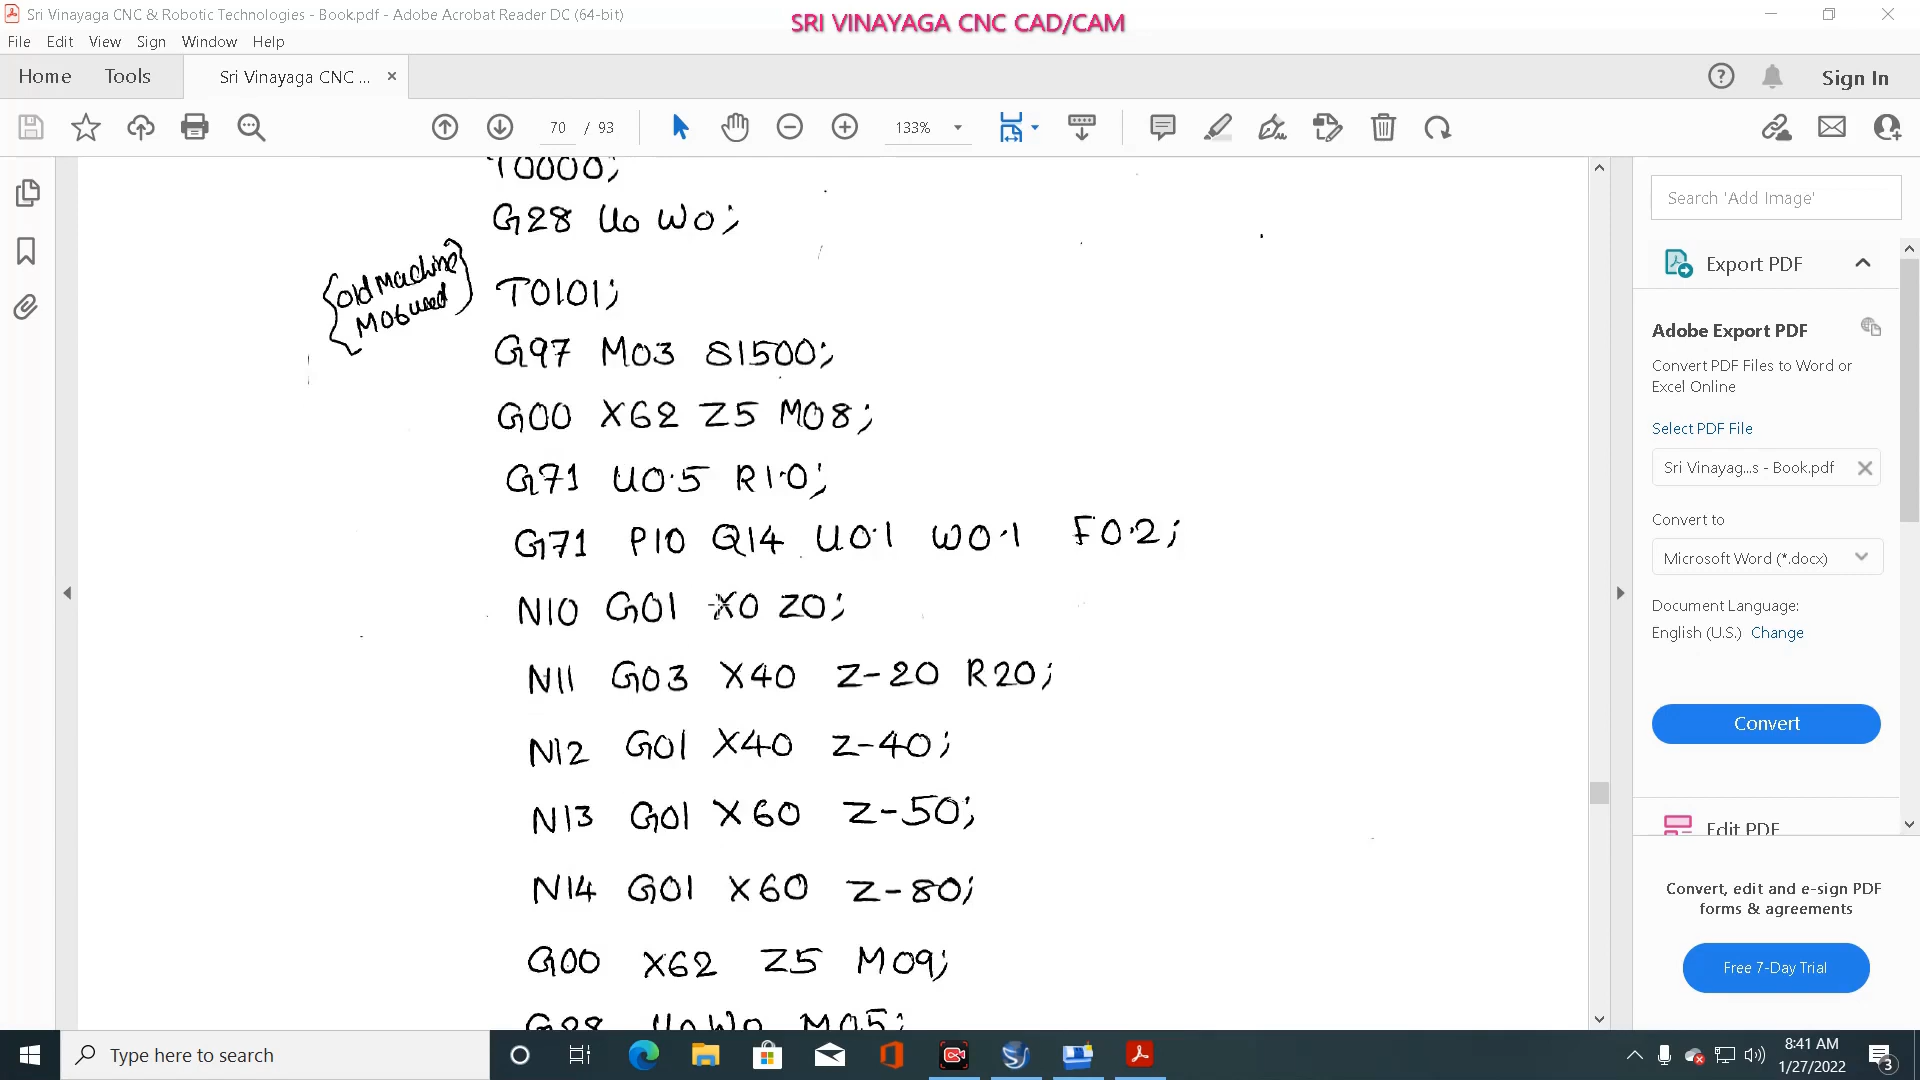 Sri Vinayaga CNC & Robotic Technologies - Book.pdf - Adobe Acrobat Reader DC (64-bit)
SRI VINAYAGA CNC CAD/CAM
File Edit View Sign Window Help
Home Tools Sri Vinayaga CNC ... Sign In
70 / 93 133%
T0000;
G28 U0 W0;
{old Machine M06 used}
T0101;
G97 M03 S1500;
G00 X62 Z5 M08;
G71 U0.5 R1.0;
G71 P10 Q14 U0.1 W0.1 F0.2;
N10 G01 X0 Z0;
N11 G03 X40 Z-20 R20;
N12 G01 X40 Z-40;
N13 G01 X60 Z-50;
N14 G01 X60 Z-80;
G00 X62 Z5 M09;
G28 U0 W0 M05;
Search 'Add Image'
Export PDF
Adobe Export PDF
Convert PDF Files to Word or
Excel Online
Select PDF File
Sri Vinayag...s - Book.pdf
Convert to
Microsoft Word (*.docx)
Document Language:
English (U.S.) Change
Convert
Edit PDF
Convert, edit and e-sign PDF
forms & agreements
Free 7-Day Trial
Type here to search
8:41 AM
1/27/2022
3